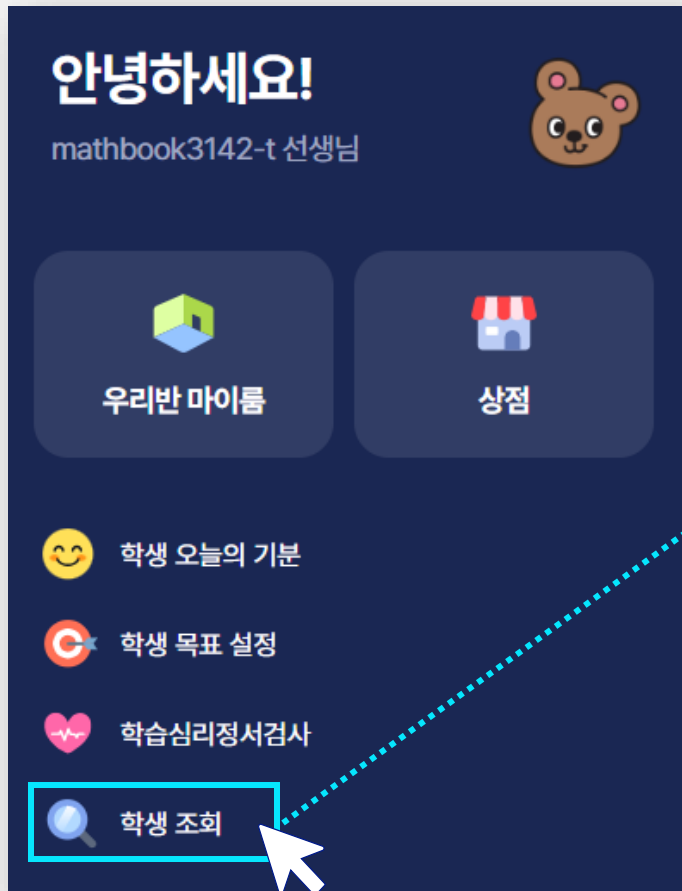 안녕하세요!
mathbook3142-t 선생님
우리반 마이룸
상점
학생 오늘의 기분
학생 목표 설정
학습심리정서검사
학생 조회